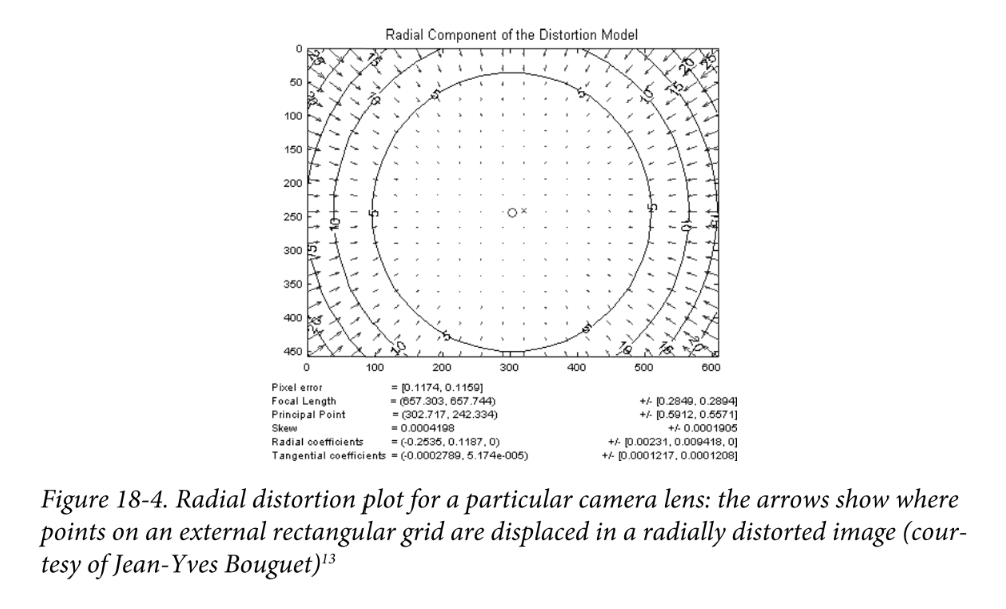 Radial Component of the Distortion Model
0
50
100
150
200
250
300
350
400
450
0 100 200 300 400 500 600
25 15 20 25
20 10 5 5 10 15
5 5
10 10
15
5 5
10 10 15 20
Pixel error = [0.1174, 0.1159]
Focal Length = (657.303, 657.744) +/- [0.2849, 0.2894]
Principal Point = (302.717, 242.334) +/- [0.5912, 0.5571]
Skew = 0.0004198 +/- 0.0001905
Radial coefficients = (-0.2535, 0.1187, 0) +/- [0.00231, 0.009418, 0]
Tangential coefficients = (-0.0002789, 5.174e-005) +/- [0.0001217, 0.0001208]
Figure 18-4. Radial distortion plot for a particular camera lens: the arrows show where
points on an external rectangular grid are displaced in a radially distorted image (cour-
tesy of Jean-Yves Bouguet)13